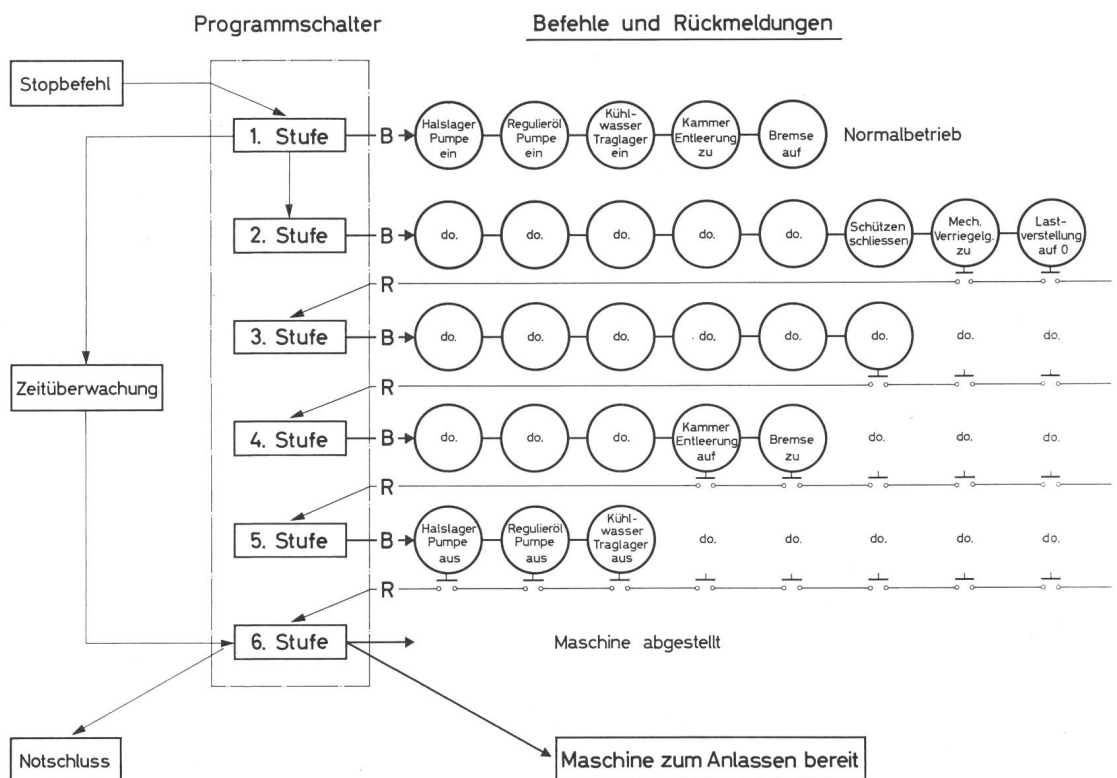 Programmschalter
Befehle und Rückmeldungen
Stopbefehl
1. Stufe
B
Halslager
Pumpe
ein
Regulieröl
Pumpe
ein
Kühl-
wasser
Traglager
ein
Kammer
Entleerung
zu
Bremse
auf
Normalbetrieb
2. Stufe
B
do.
do.
do.
do.
do.
Schützen
schliessen
Mech.
Verriegelg.
zu
Last-
verstellung
auf 0
R
3. Stufe
B
do.
do.
do.
do.
do.
do.
do.
do.
Zeitüberwachung
R
4. Stufe
B
do.
do.
do.
Kammer
Entleerung
auf
Bremse
zu
do.
do.
do.
R
5. Stufe
B
Halslager
Pumpe
aus
Regulieröl
Pumpe
aus
Kühl-
wasser
Traglager
aus
do.
do.
do.
do.
do.
R
6. Stufe
Maschine abgestellt
Notschluss
Maschine zum Anlassen bereit